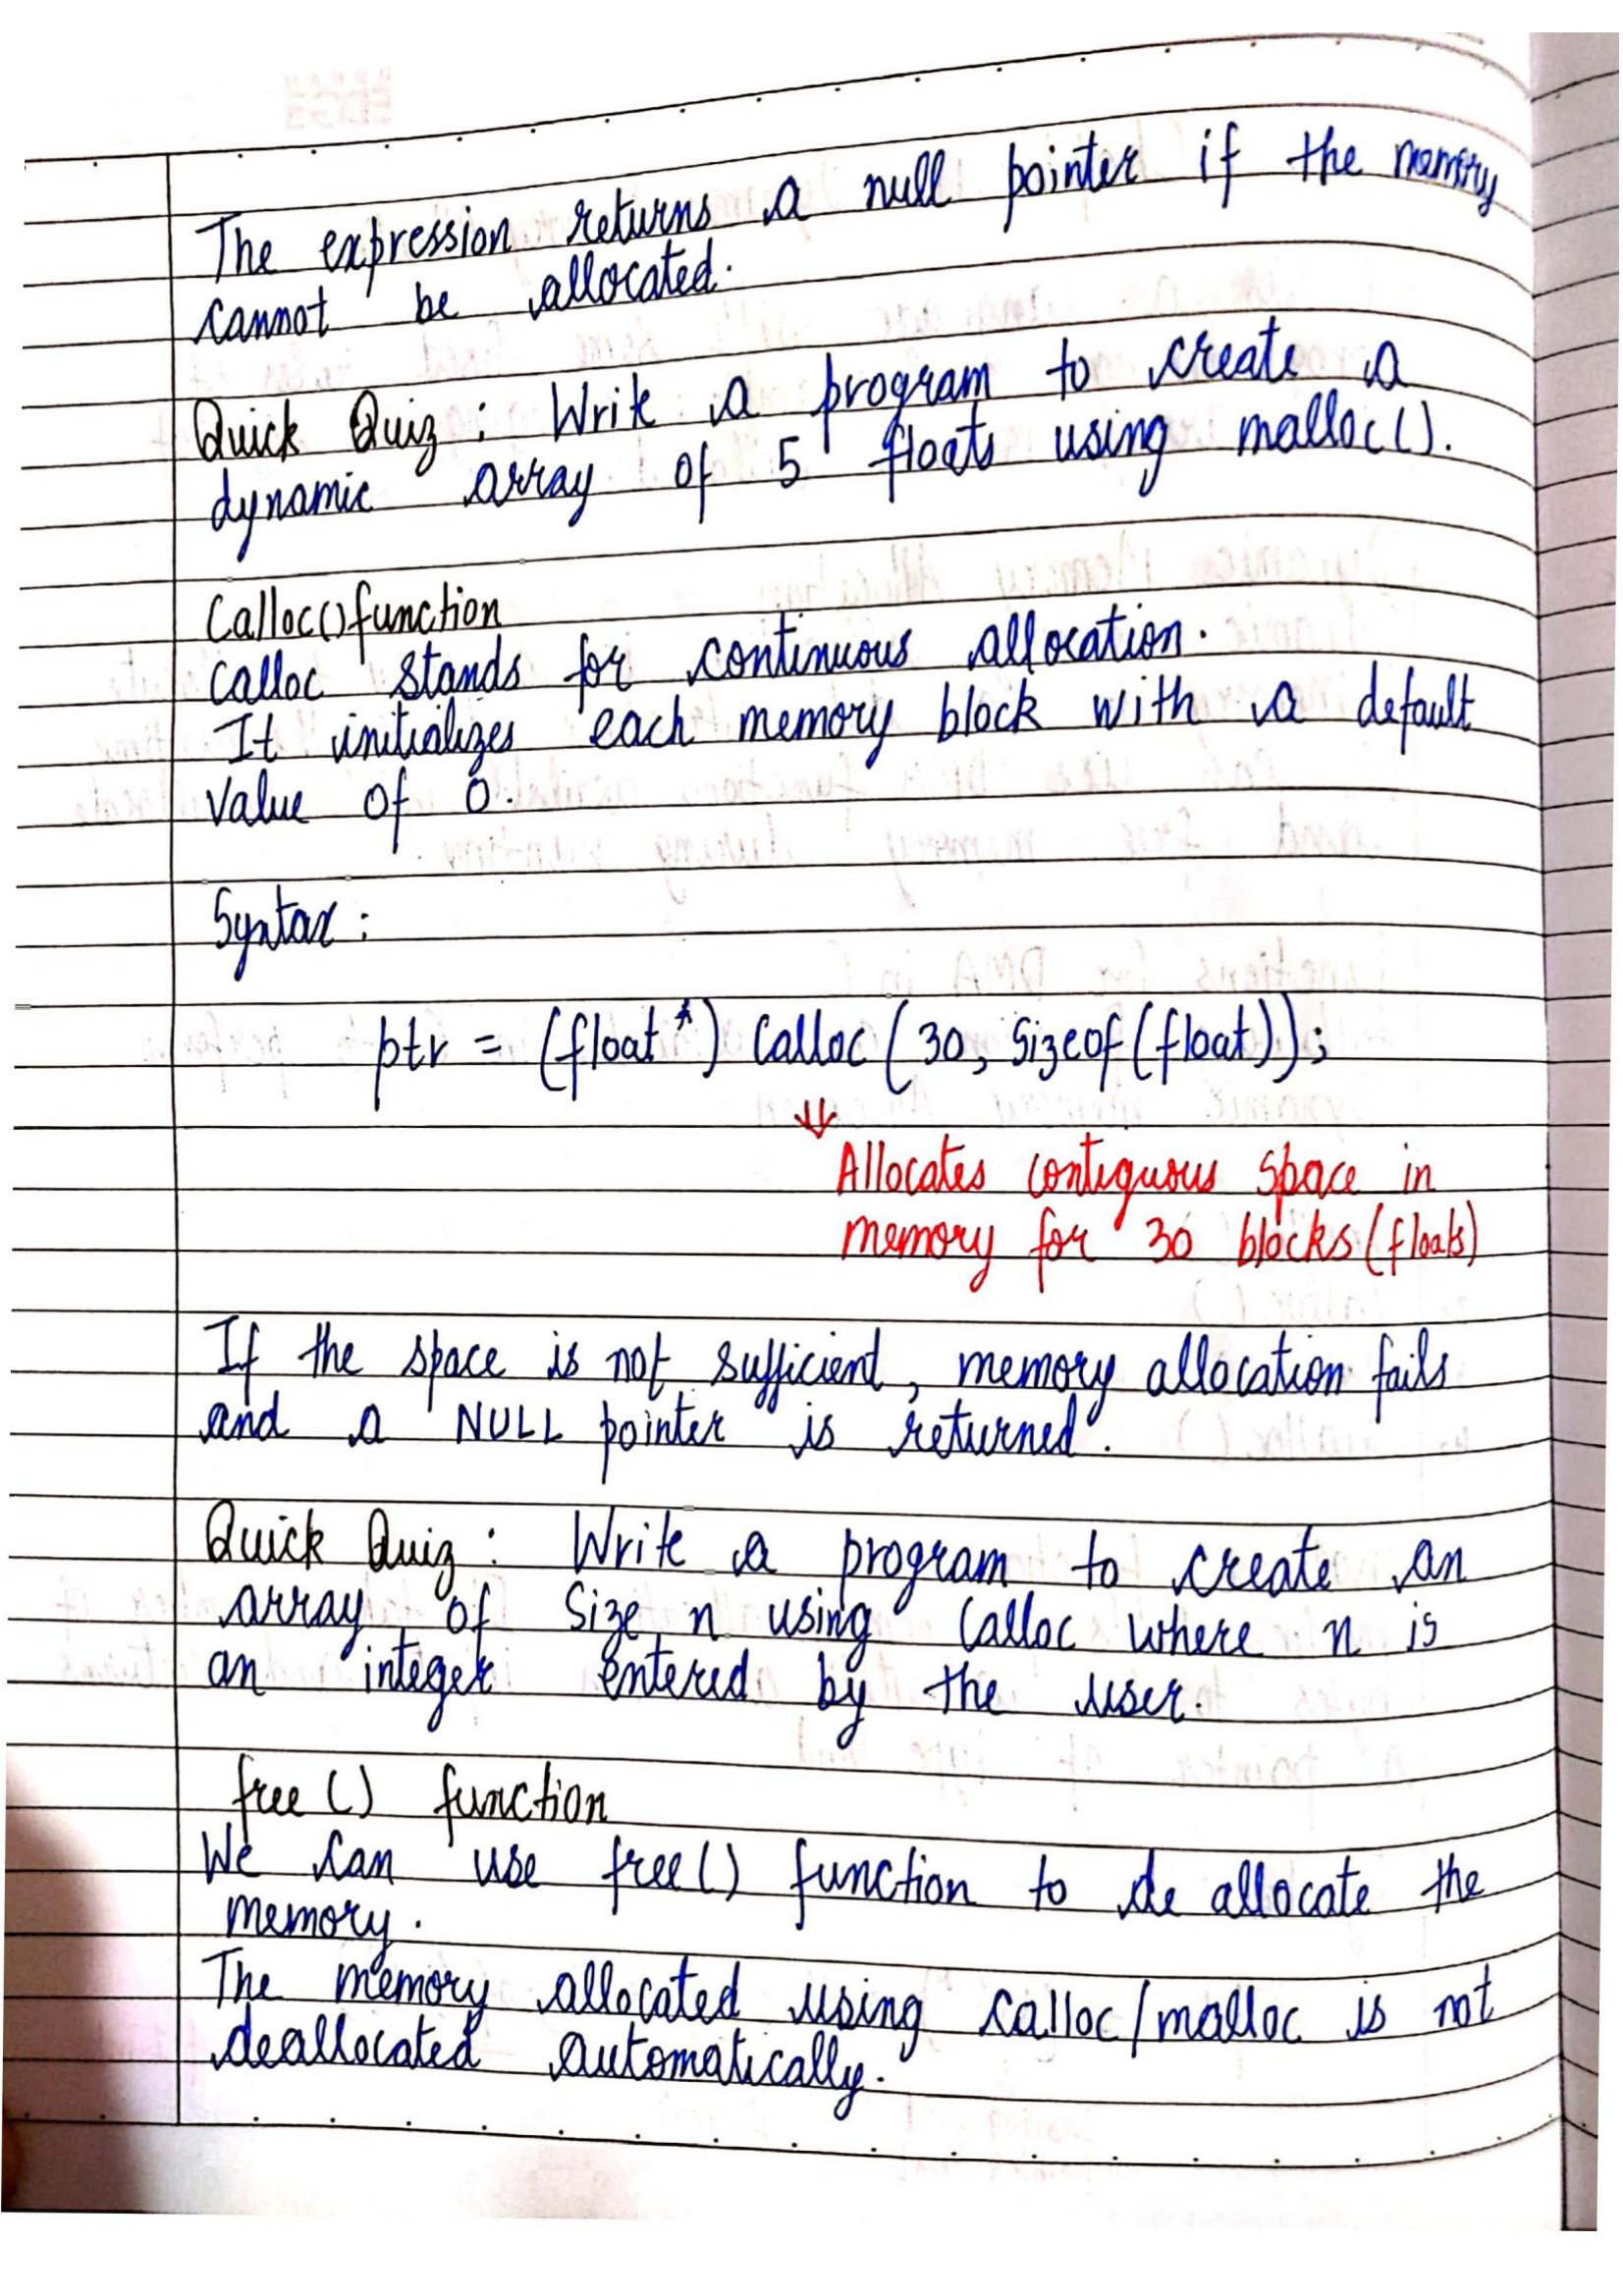 The expression returns a null pointer if the memory
cannot be allocated.
Quick Quiz : Write a program to create a
dynamic array of 5 floats using malloc().
Calloc() function
Calloc stands for continuous allocation.
It initializes each memory block with a default
value of 0.
Syntax :
ptr = (float*) Calloc (30, Sizeof (float));
Allocates contiguous space in
memory for 30 blocks (floats)
If the space is not sufficient, memory allocation fails
and a NULL pointer is returned.
Quick Quiz : Write a program to create an
array of Size n using Calloc where n is
an integer entered by the user.
free () function
We can use free() function to de allocate the
memory.
The memory allocated using calloc/malloc is not
deallocated automatically.